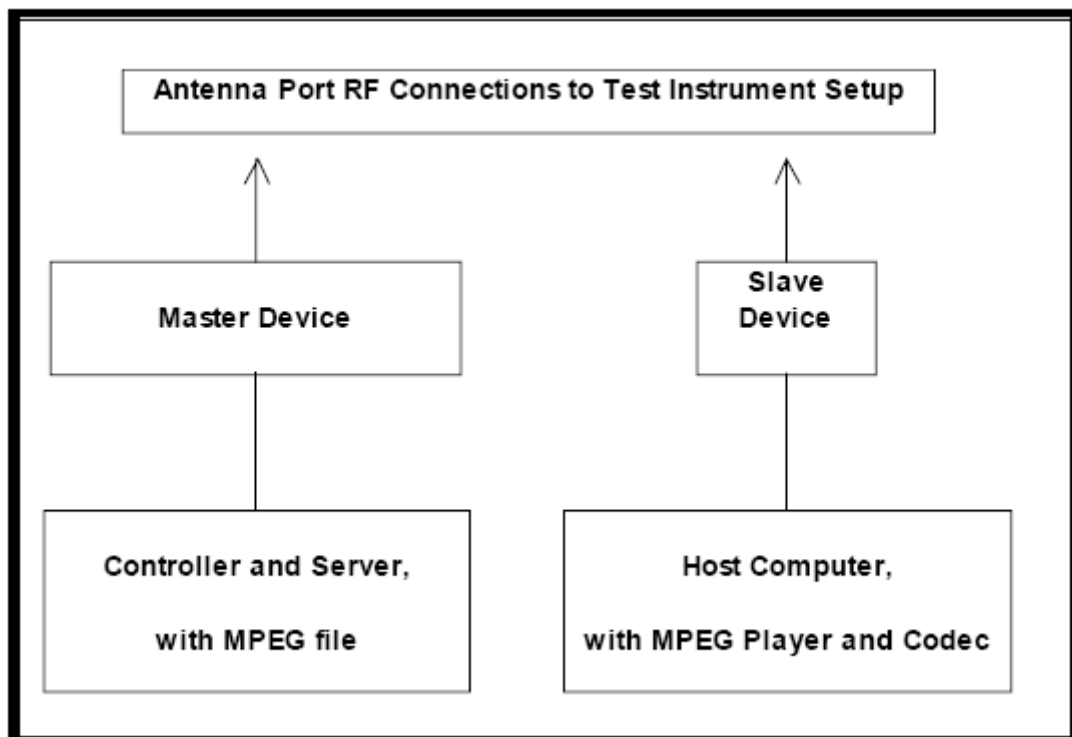 Antenna Port RF Connections to Test Instrument Setup
Master Device
Slave
Device
Controller and Server,
with MPEG file
Host Computer,
with MPEG Player and Codec